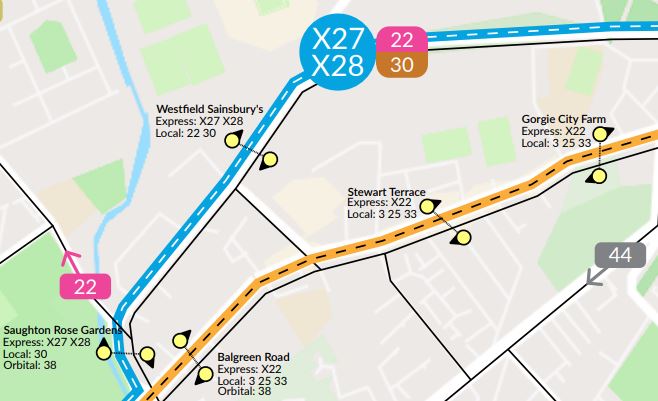 X27
X28
22
30
Westfield Sainsbury's
Express: X27 X28
Local: 22 30
Gorgie City Farm
Express: X22
Local: 3 25 33
Stewart Terrace
Express: X22
Local: 3 25 33
44
22
Saughton Rose Gardens
Express: X27 X28
Local: 30
Orbital: 38
Balgreen Road
Express: X22
Local: 3 25 33
Orbital: 38